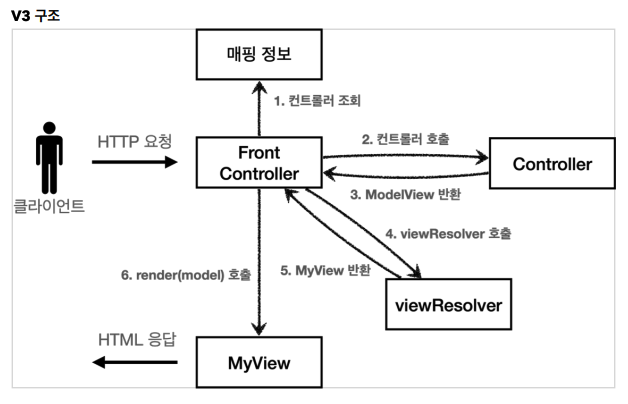 V3 구조
매핑 정보
1. 컨트롤러 조회
HTTP 요청
Front
Controller
2. 컨트롤러 호출
Controller
3. ModelView 반환
클라이언트
4. viewResolver 호출
5. MyView 반환
6. render(model) 호출
viewResolver
HTML 응답
MyView